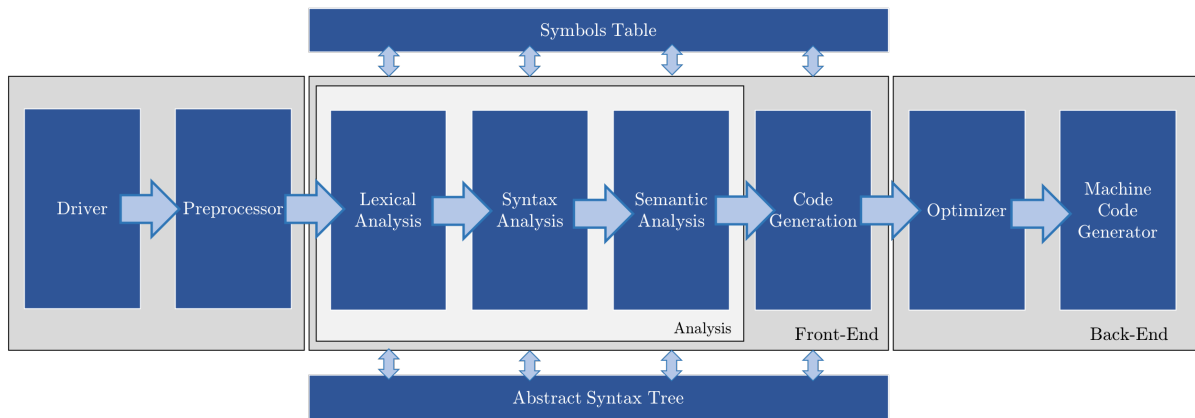 Symbols Table
Driver
Preprocessor
Lexical
Analysis
Syntax
Analysis
Semantic
Analysis
Code
Generation
Optimizer
Machine
Code
Generator
Analysis
Front-End
Back-End
Abstract Syntax Tree